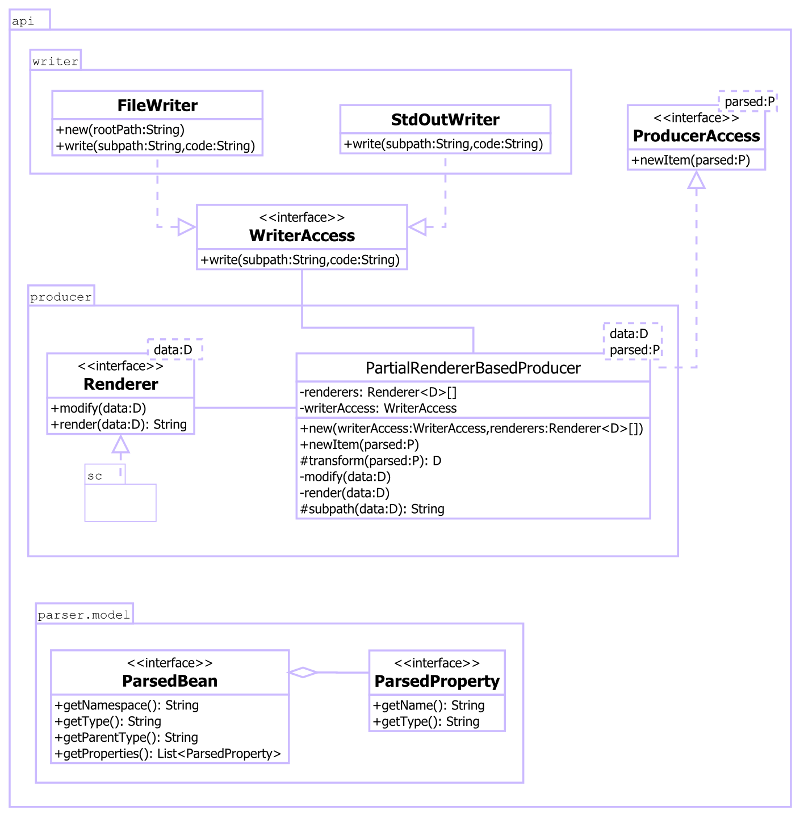 api
writer
FileWriter
+new(rootPath:String)
+write(subpath:String,code:String)
StdOutWriter
+write(subpath:String,code:String)
parsed:P
<<interface>>
ProducerAccess
+newItem(parsed:P)
<<interface>>
WriterAccess
+write(subpath:String,code:String)
producer
data:D
<<interface>>
Renderer
+modify(data:D)
+render(data:D): String
sc
data:D
parsed:P
PartialRendererBasedProducer
-renderers: Renderer<D>[]
-writerAccess: WriterAccess
+new(writerAccess:WriterAccess,renderers:Renderer<D>[])
+newItem(parsed:P)
#transform(parsed:P): D
-modify(data:D)
-render(data:D)
#subpath(data:D): String
parser.model
<<interface>>
ParsedBean
+getNamespace(): String
+getType(): String
+getParentType(): String
+getProperties(): List<ParsedProperty>
<<interface>>
ParsedProperty
+getName(): String
+getType(): String